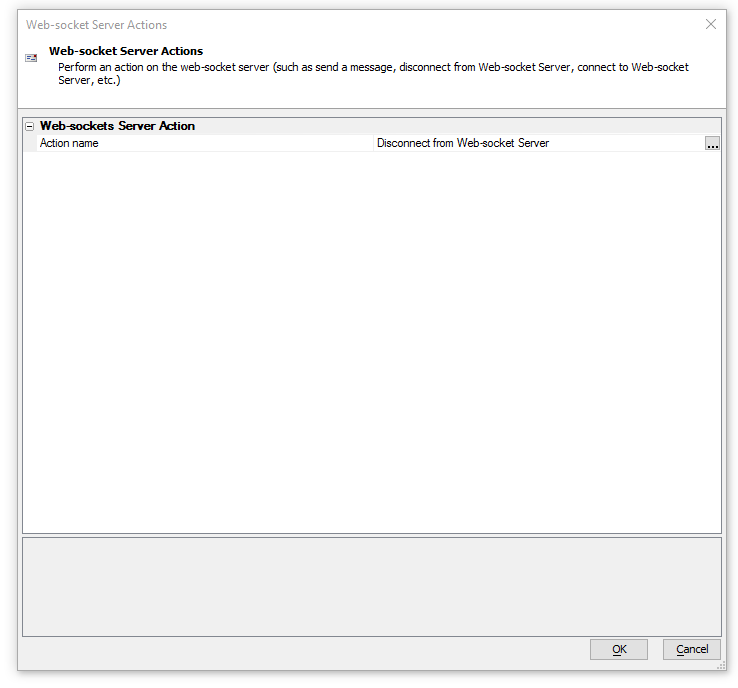 Web-socket Server Actions
Web-socket Server Actions
Perform an action on the web-socket server (such as send a message, disconnect from Web-socket Server, connect to Web-socket
Server, etc.)
Web-sockets Server Action
Action name Disconnect from Web-socket Server ...
OK Cancel